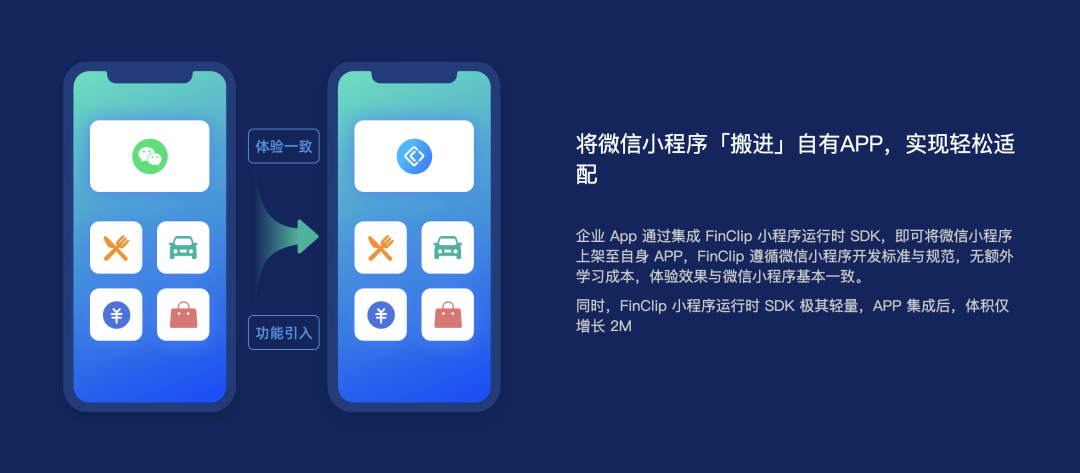 体验一致
功能引入
将微信小程序「搬进」自有APP，实现轻松适
配
企业 App 通过集成 FinClip 小程序运行时 SDK，即可将微信小程序
上架至自身 APP，FinClip 遵循微信小程序开发标准与规范，无额外
学习成本，体验效果与微信小程序基本一致。
同时，FinClip 小程序运行时 SDK 极其轻量，APP 集成后，体积仅
增长 2M